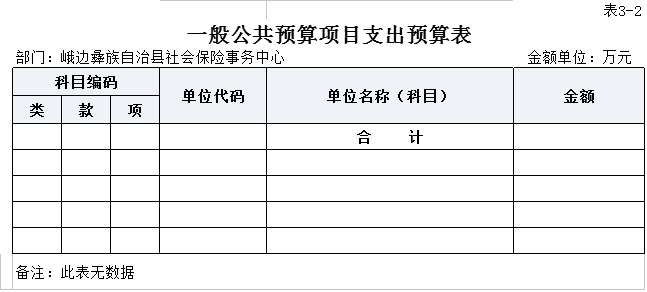 表3-2
一般公共预算项目支出预算表
部门：峨边彝族自治县社会保险事务中心 金额单位：万元
科目编码 单位代码 单位名称（科目） 金额
类 款 项
合 计
备注：此表无数据